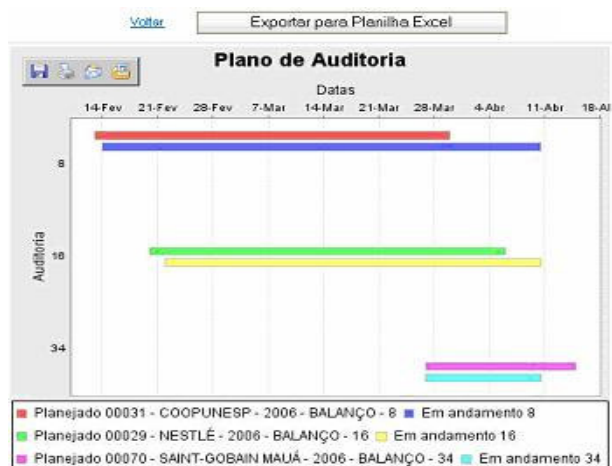 Voltar Exportar para Planilha Excel
Plano de Auditoria
Datas
14-Fev 21-Fev 28-Fev 7-Mar 14-Mar 21-Mar 28-Mar 4-Abr 11-Abr 18-Al
8
16
Auditoria
34
Planejado 00031 - COOPUNESP - 2006 - BALANÇO - 8 Em andamento 8
Planejado 00029 - NESTLÉ - 2006 - BALANÇO - 16 Em andamento 16
Planejado 00070 - SAINT-GOBAIN MAUÁ - 2006 - BALANÇO - 34 Em andamento 34